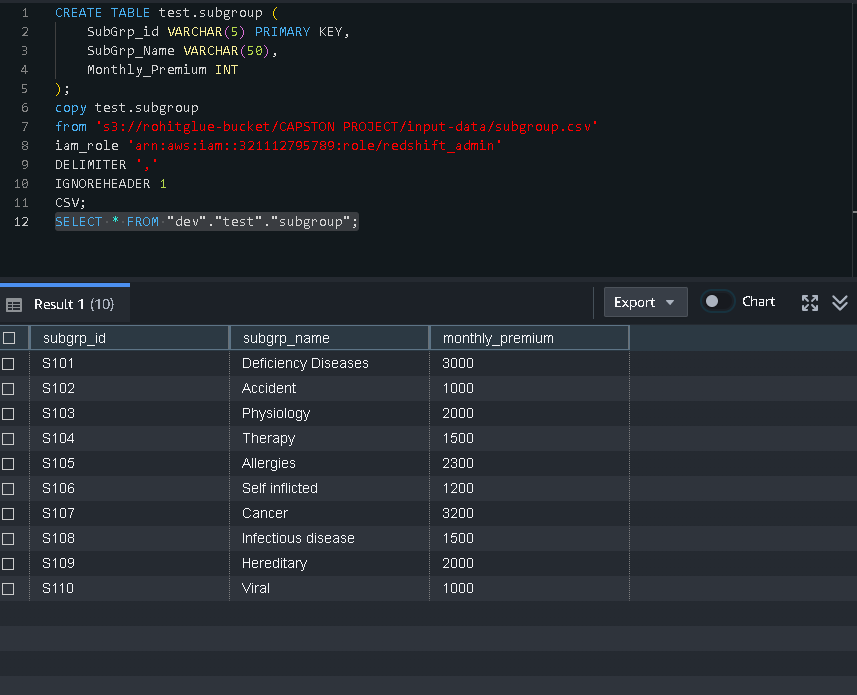 1 CREATE TABLE test.subgroup (
2 SubGrp_id VARCHAR(5) PRIMARY KEY,
3 SubGrp_Name VARCHAR(50),
4 Monthly_Premium INT
5 );
6 copy test.subgroup
7 from 's3://rohitglue-bucket/CAPSTON PROJECT/input-data/subgroup.csv'
8 iam_role 'arn:aws:iam::321112795789:role/redshift_admin'
9 DELIMITER ','
10 IGNOREHEADER 1
11 CSV;
12 SELECT * FROM "dev"."test"."subgroup";
Result 1 (10) Export Chart
subgrp_id subgrp_name monthly_premium
S101 Deficiency Diseases 3000
S102 Accident 1000
S103 Physiology 2000
S104 Therapy 1500
S105 Allergies 2300
S106 Self inflicted 1200
S107 Cancer 3200
S108 Infectious disease 1500
S109 Hereditary 2000
S110 Viral 1000